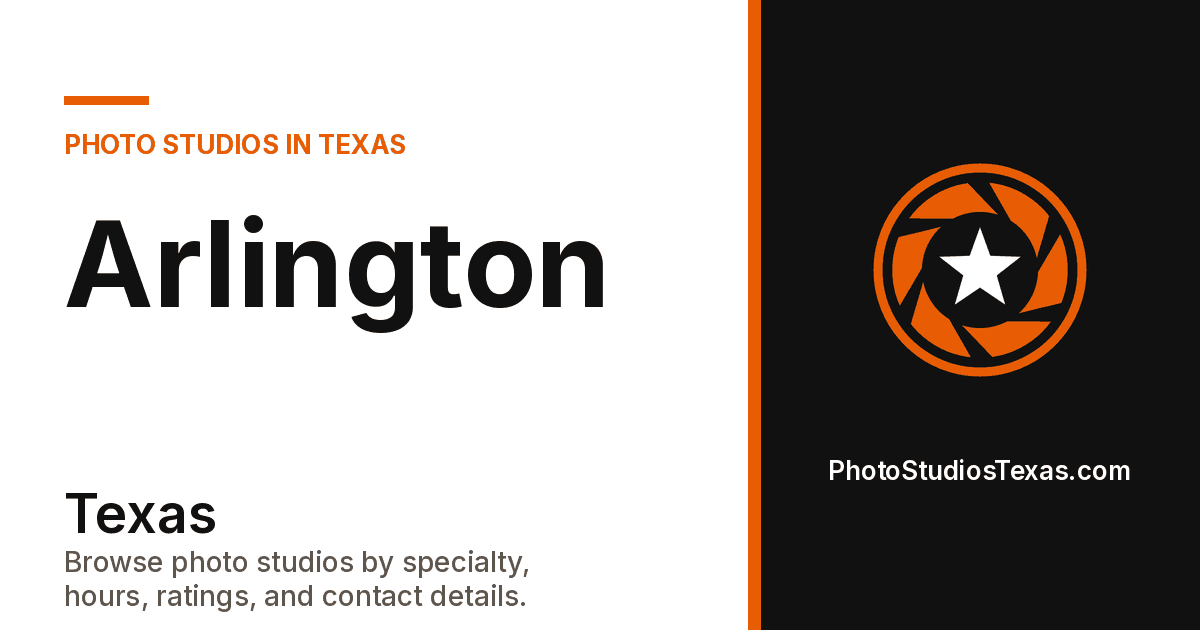 PHOTO STUDIOS IN TEXAS
Arlington
Texas
Browse photo studios by specialty,
hours, ratings, and contact details.
PhotoStudiosTexas.com